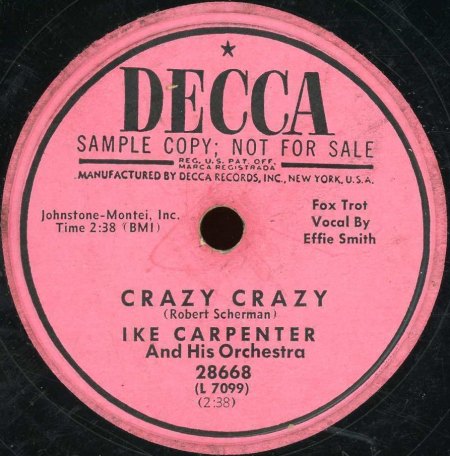 DECCA
SAMPLE COPY; NOT FOR SALE
REG. U.S. PAT. OFF.
MARCA REGISTRADA
MANUFACTURED BY DECCA RECORDS, INC., NEW YORK, U.S.A.
Johnstone-Montei, Inc.
Time 2:38 (BMI)
Fox Trot
Vocal By
Effie Smith
CRAZY CRAZY
(Robert Scherman)
IKE CARPENTER
And His Orchestra
28668
(L 7099)
(2:38)